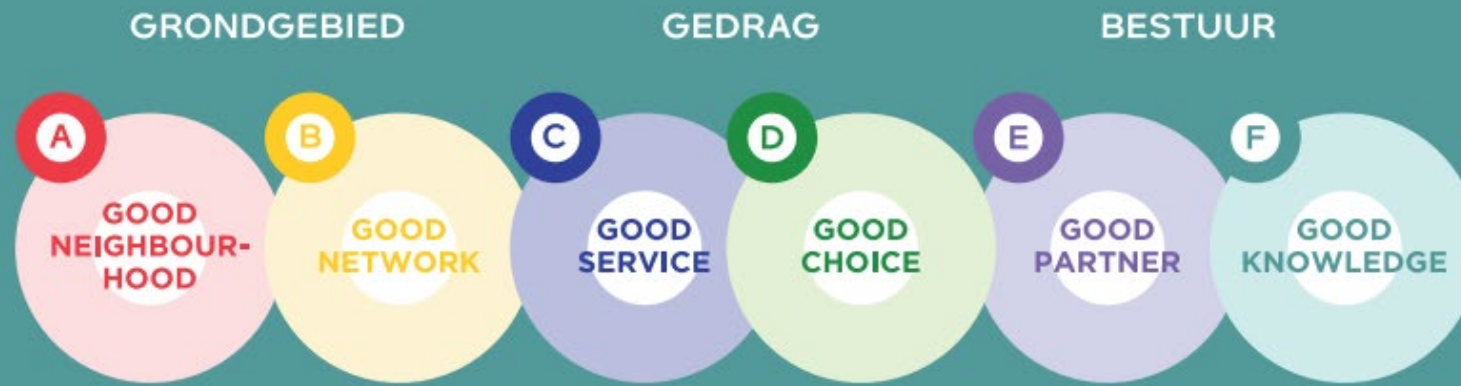 GRONDGEBIED
GEDRAG
BESTUUR
A
GOOD
NEIGHBOUR-
HOOD
B
GOOD
NETWORK
C
GOOD
SERVICE
D
GOOD
CHOICE
E
GOOD
PARTNER
F
GOOD
KNOWLEDGE